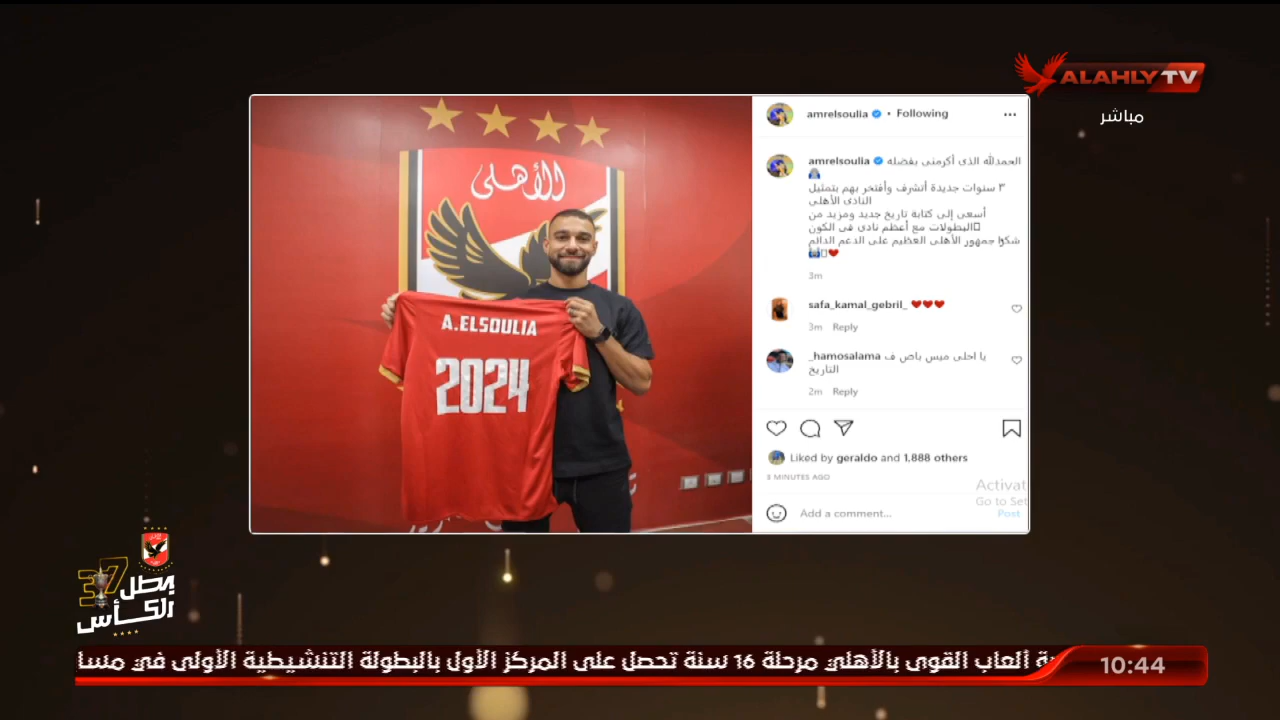 ALAHLY TV
مباشر
الأهلي
A.ELSOULIA
2024
amrelsoulia • Following
amrelsoulia الحمدلله الذى أكرمنى بفضله
٣ سنوات جديدة أتشرف وأفتخر بهم بتمثيل
النادى الأهلى
أسعى إلى كتابة تاريخ جديد ومزيد من
البطولات مع أعظم نادى فى الكون
شكرا جمهور الأهلى العظيم على الدعم الدائم
3m
safa_kamal_gebril_ ❤❤❤
3m Reply
_hamosalama يا احلى ميس باص ف
التاريخ
2m Reply
Liked by geraldo and 1,888 others
3 MINUTES AGO
Activat
Go to Set
Add a comment...
Post
37
بطل
الكأس
ة ألعاب القوى بالأهلي مرحلة 16 سنة تحصل على المركز الأول بالبطولة التنشيطية الأولى في مسا
10:44